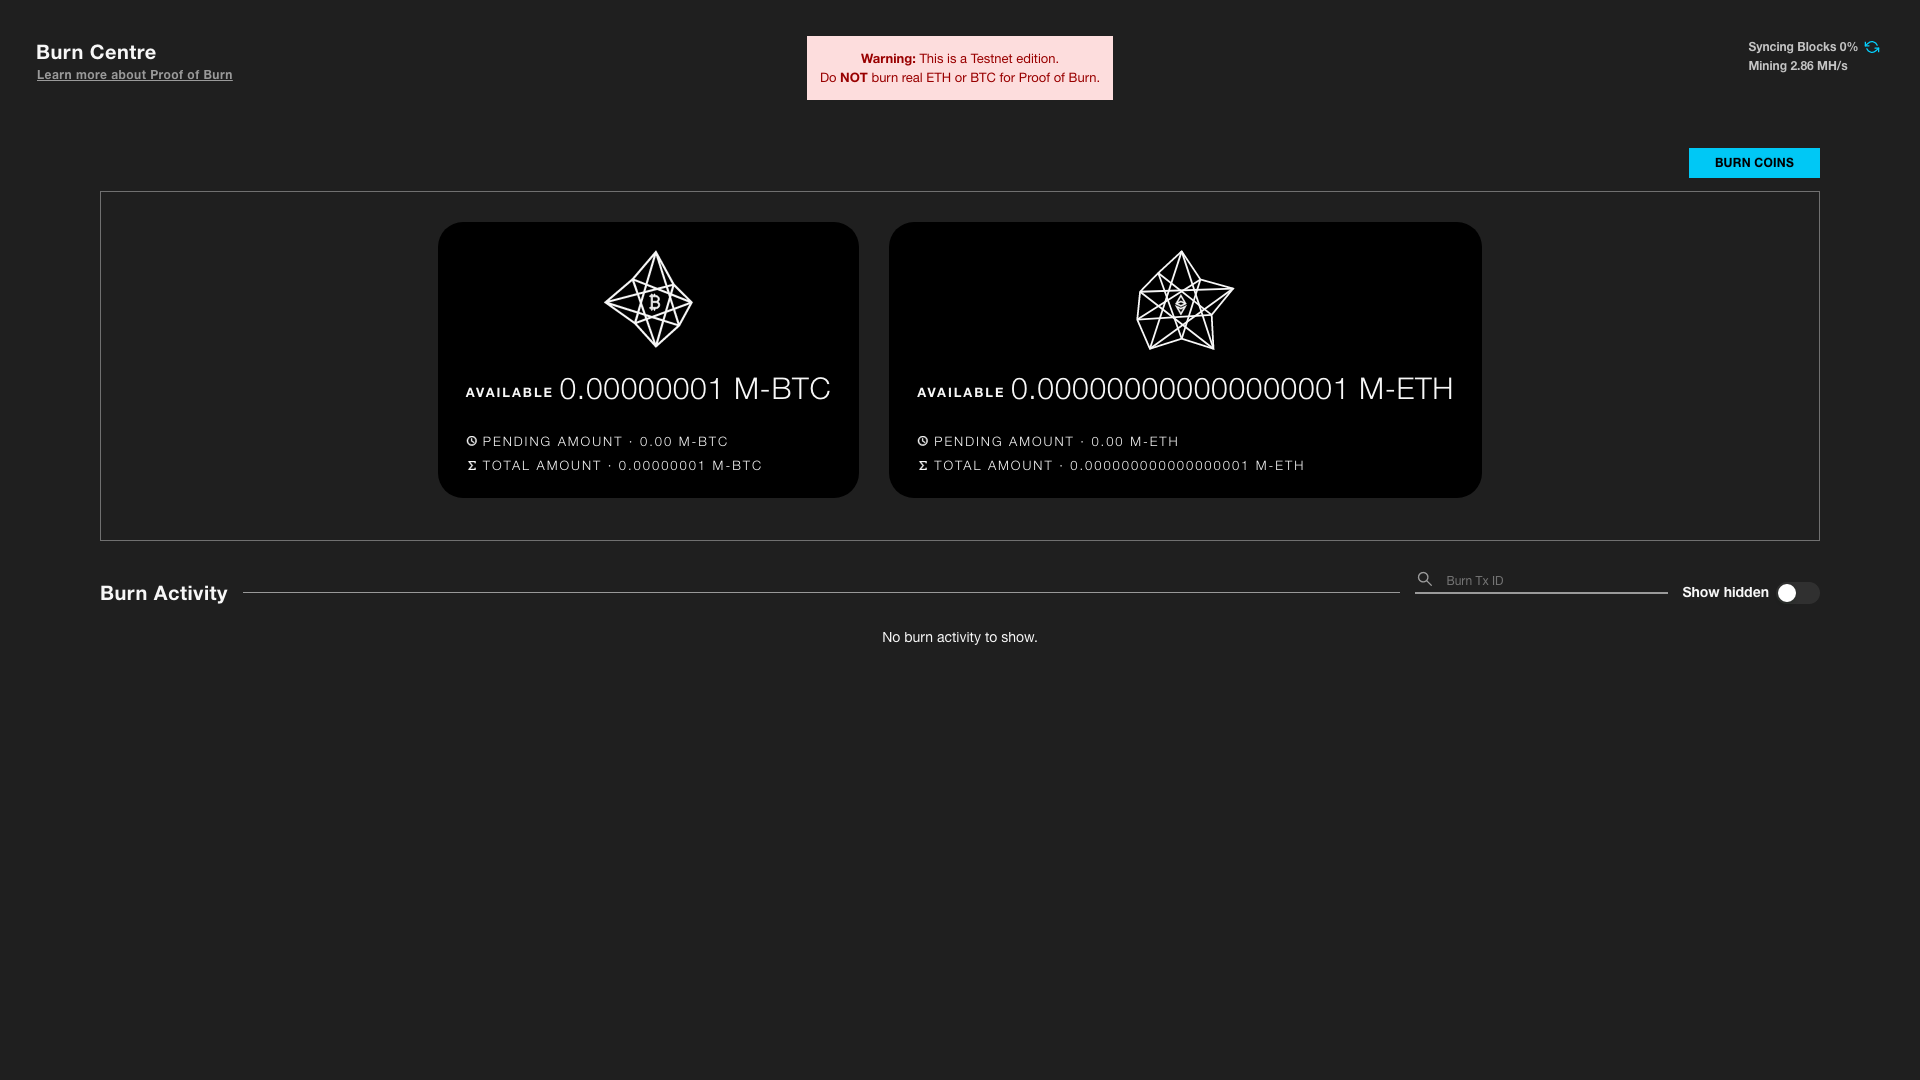 Burn Centre
Learn more about Proof of Burn
Warning: This is a Testnet edition.
Do NOT burn real ETH or BTC for Proof of Burn.
Syncing Blocks 0%
Mining 2.86 MH/s
BURN COINS
AVAILABLE 0.00000001 M-BTC
PENDING AMOUNT · 0.00 M-BTC
Σ TOTAL AMOUNT · 0.00000001 M-BTC
AVAILABLE 0.000000000000000001 M-ETH
PENDING AMOUNT · 0.00 M-ETH
Σ TOTAL AMOUNT · 0.000000000000000001 M-ETH
Burn Activity
Burn Tx ID
Show hidden
No burn activity to show.